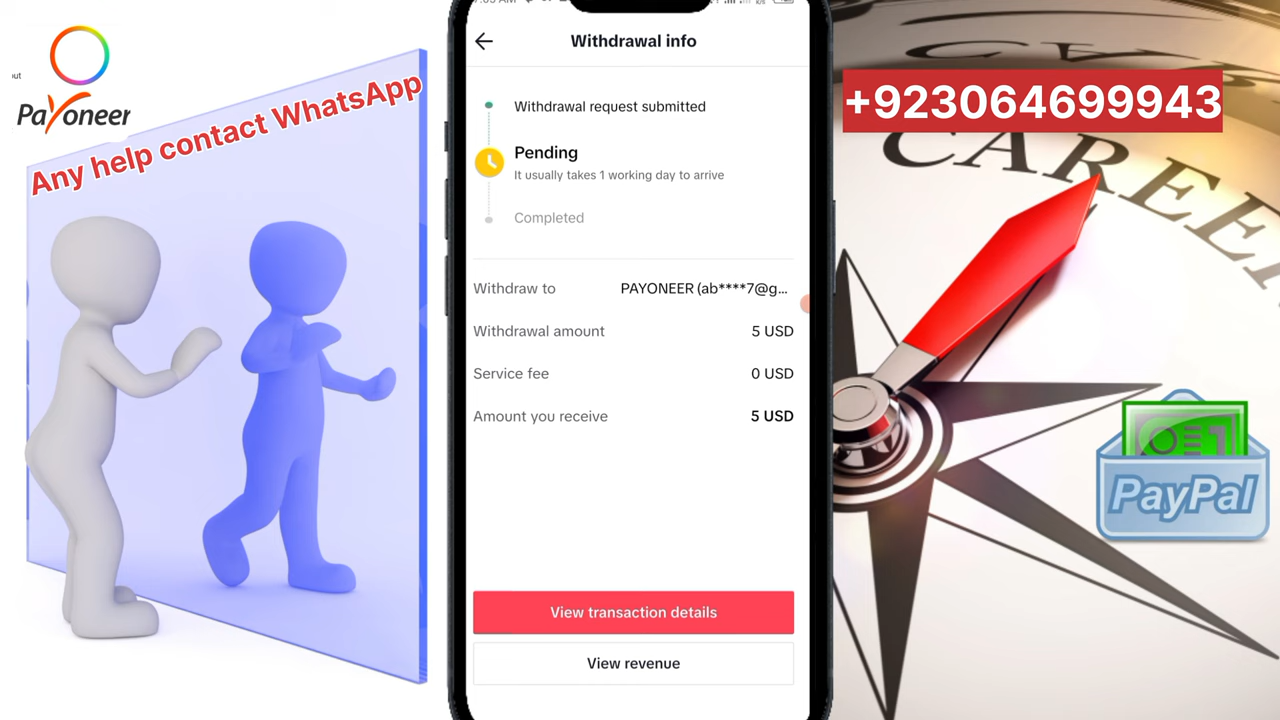 out
Payoneer
Any help contact WhatsApp
Withdrawal info
Withdrawal request submitted
Pending
It usually takes 1 working day to arrive
Completed
Withdraw to PAYONEER (ab****7@g...
Withdrawal amount 5 USD
Service fee 0 USD
Amount you receive 5 USD
View transaction details
View revenue
+923064699943
CAREER
PayPal